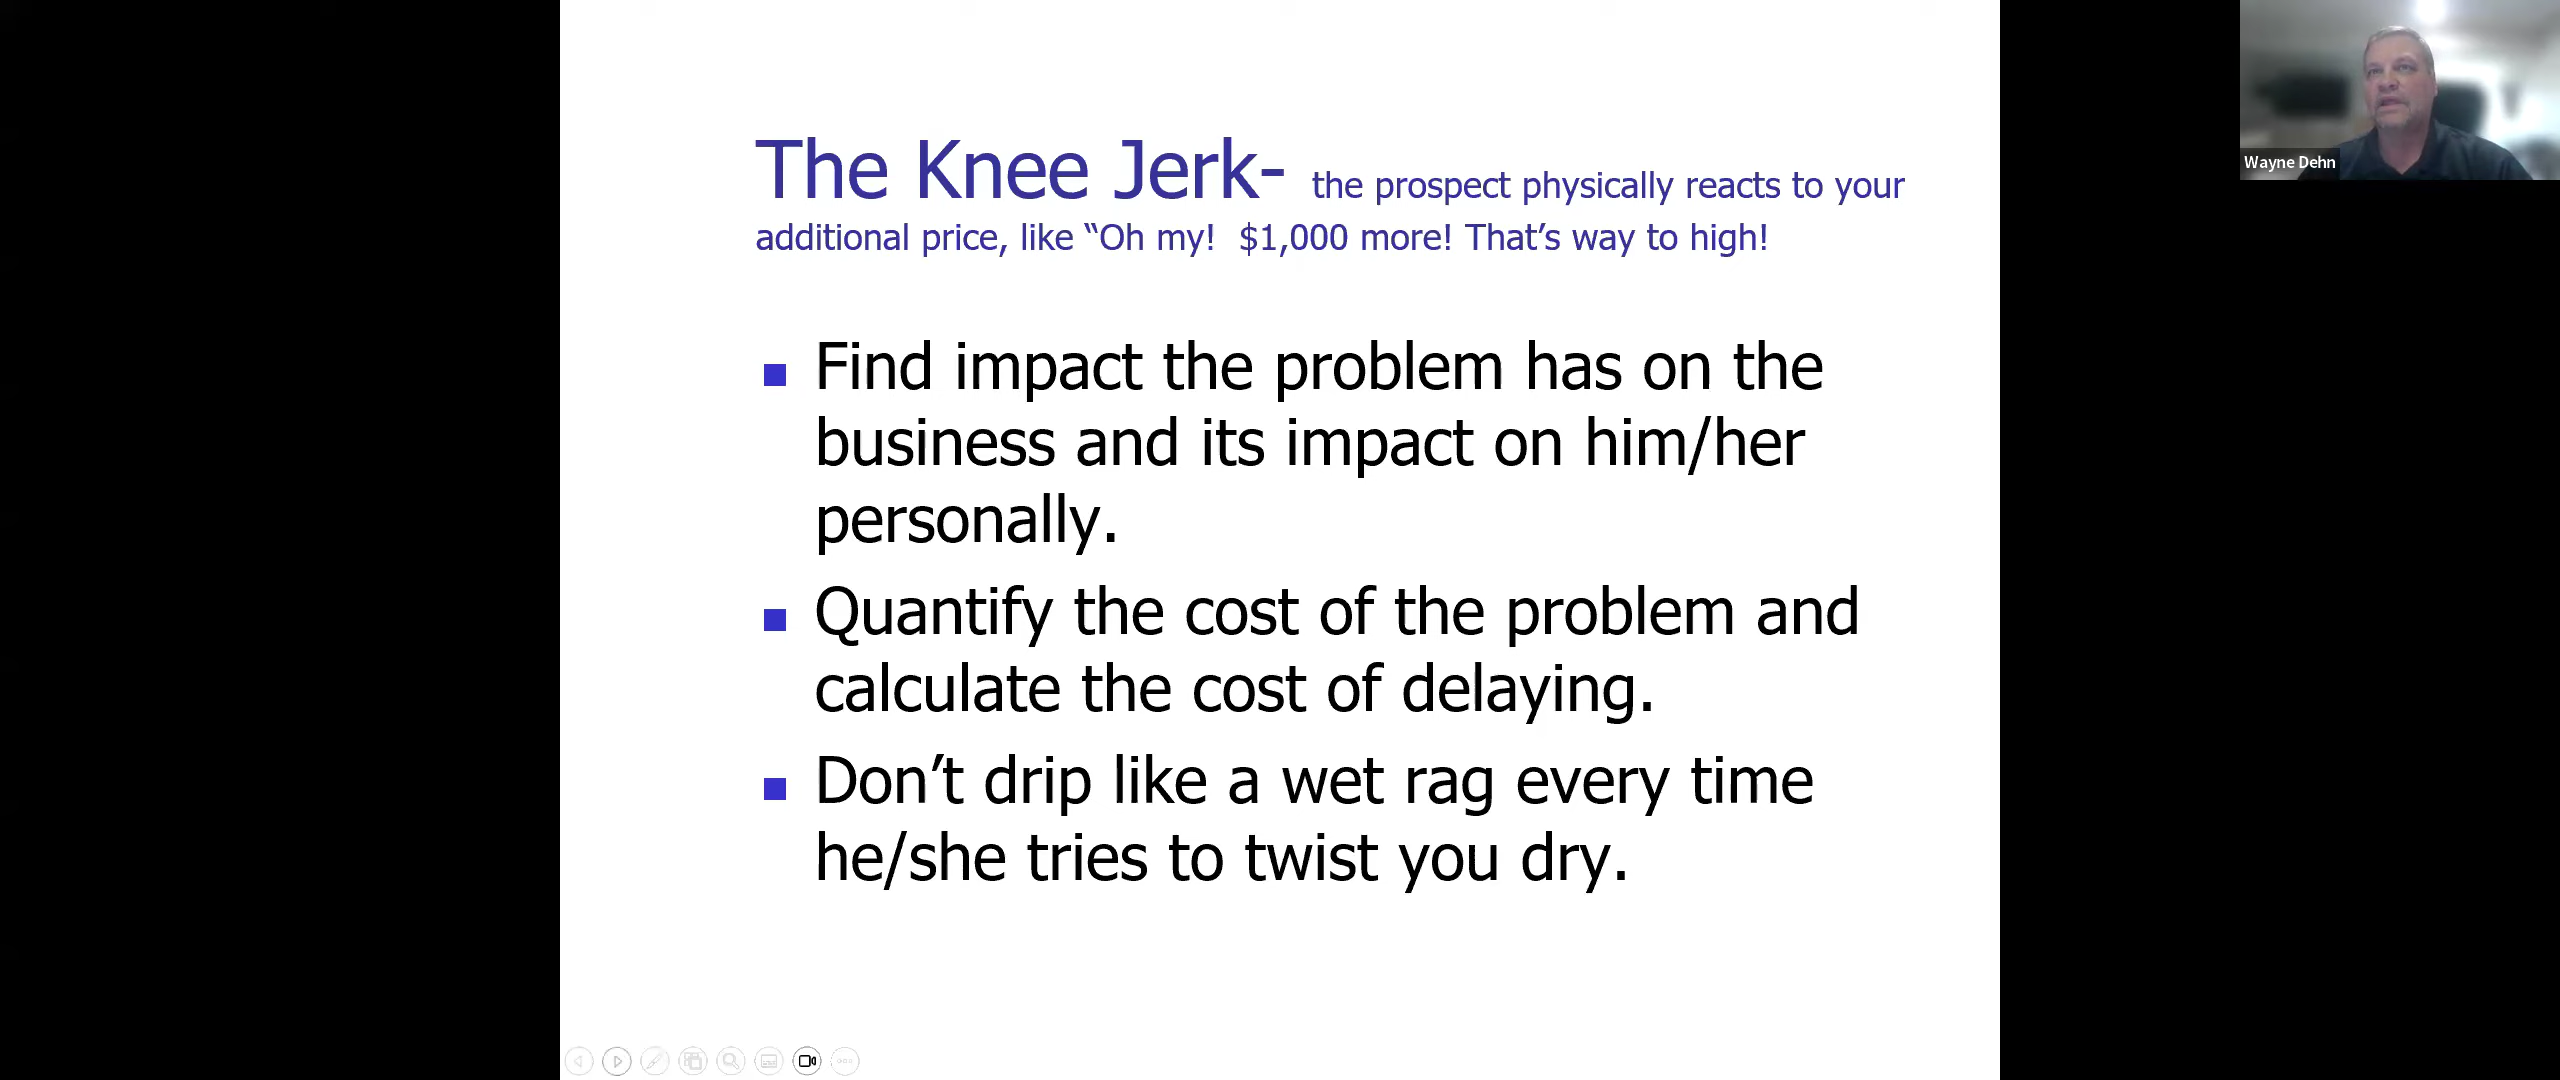 The Knee Jerk- the prospect physically reacts to your
additional price, like “Oh my!  $1,000 more! That’s way to high!
Find impact the problem has on the
business and its impact on him/her
personally.
Quantify the cost of the problem and
calculate the cost of delaying.
Don’t drip like a wet rag every time
he/she tries to twist you dry.
Wayne Dehn